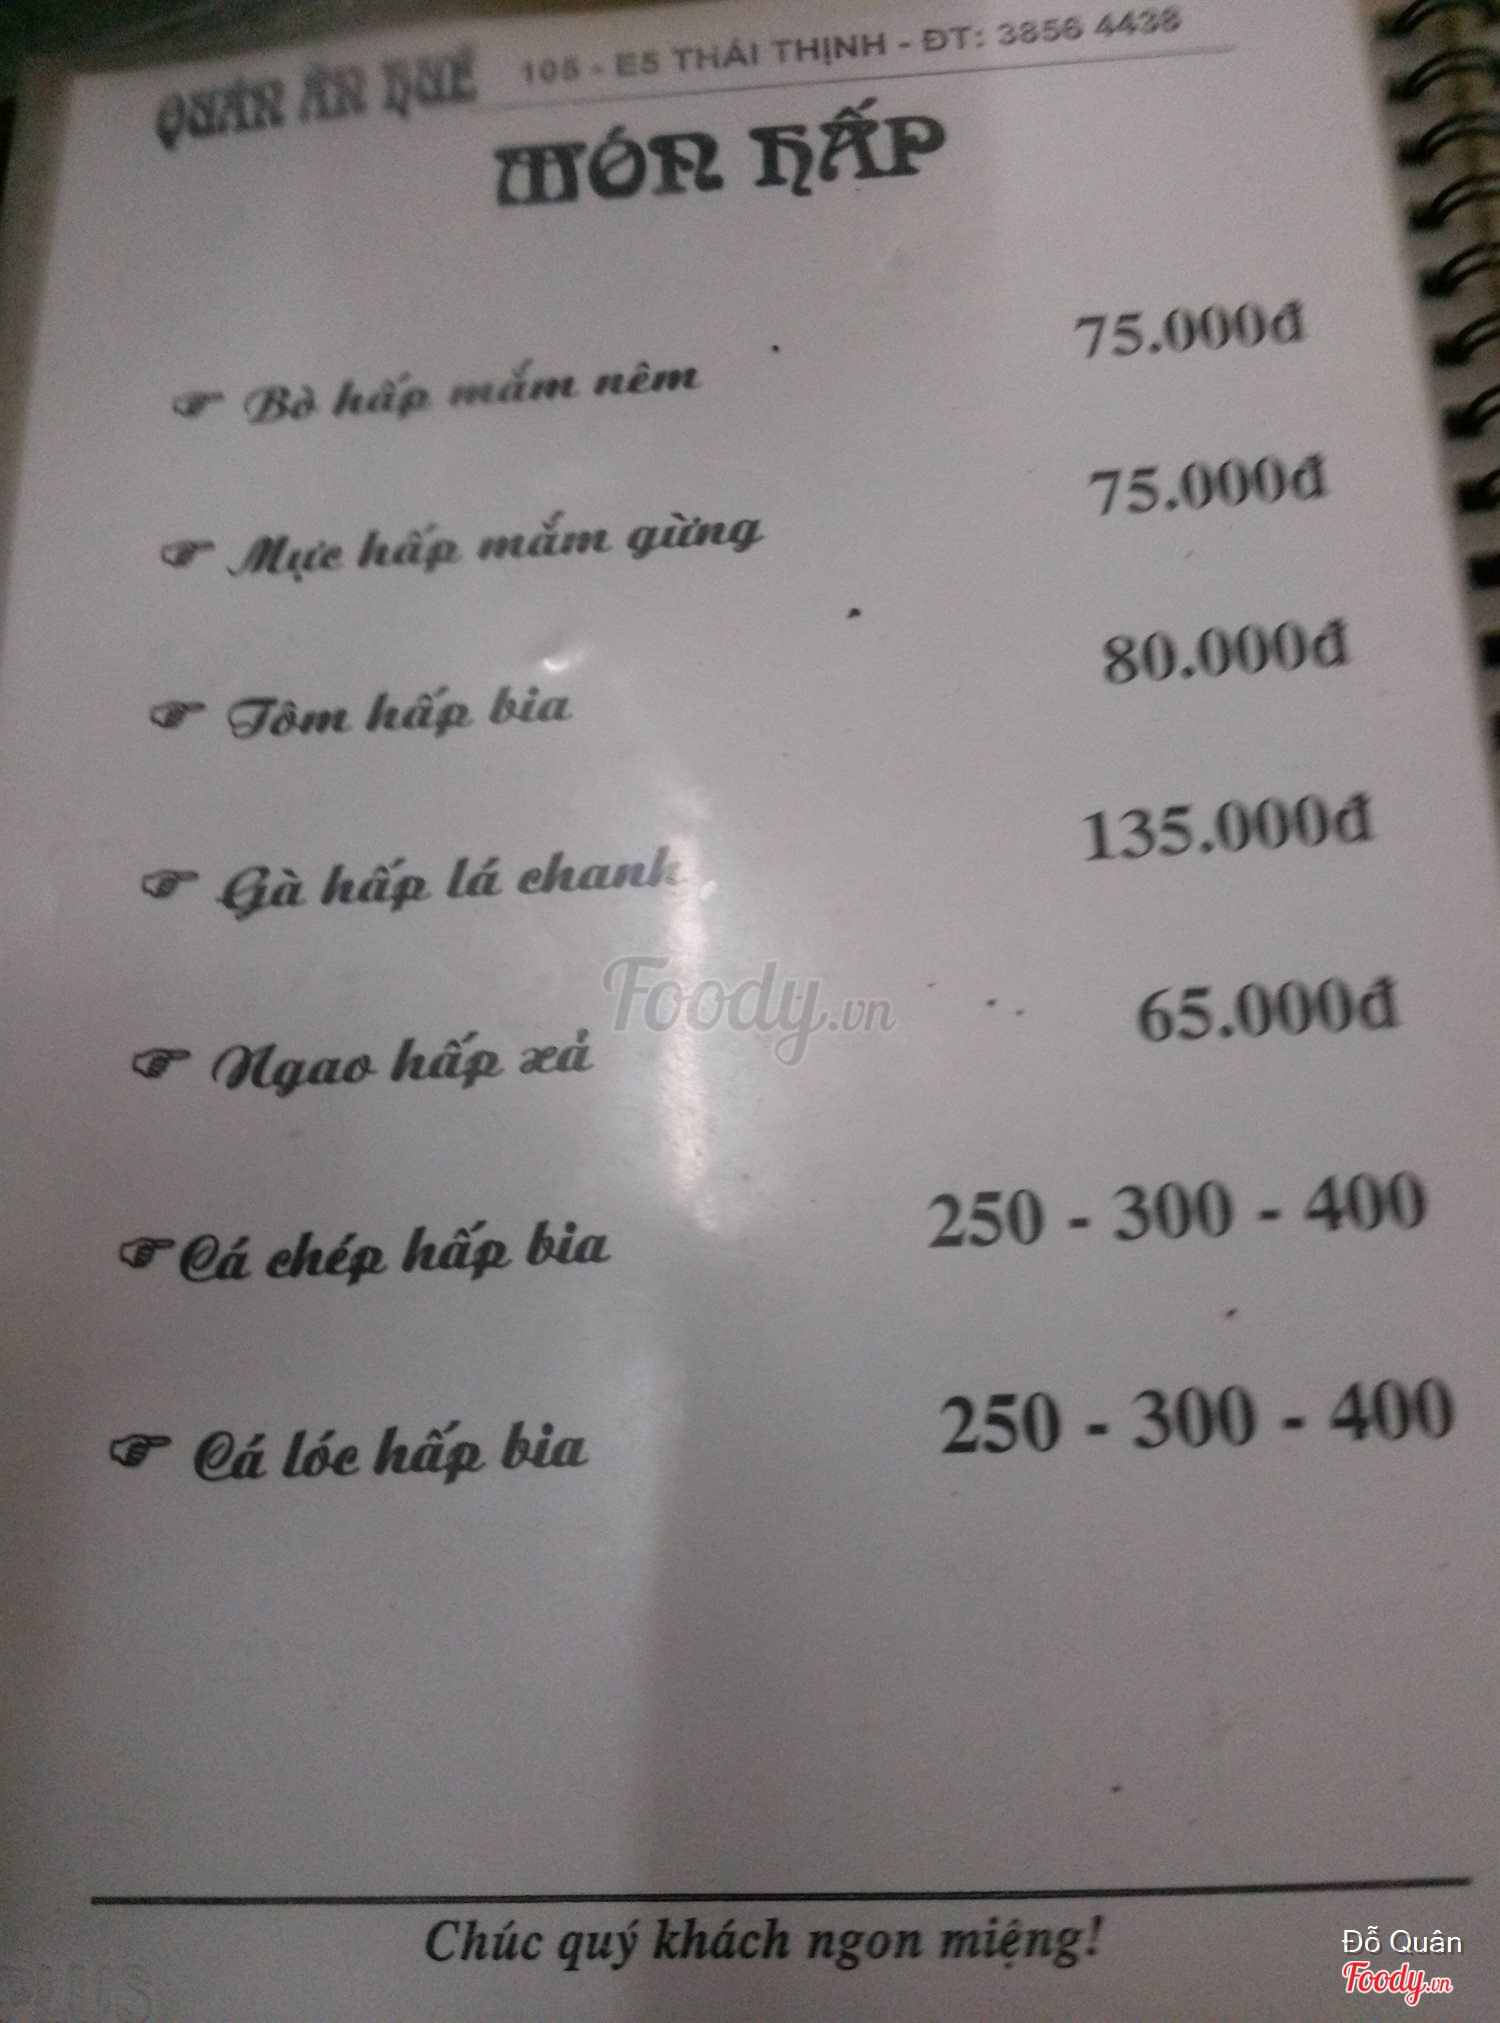 QUÁN ĂN HUẾ 105 - E5 THÁI THỊNH - ĐT: 3856 4438
MÓN HẤP
Bò hấp mắm nêm 75.000đ
Mực hấp mắm gừng 75.000đ
Tôm hấp bia 80.000đ
Gà hấp lá chanh 135.000đ
Foody.vn
Ngao hấp xả 65.000đ
Cá chép hấp bia 250 - 300 - 400
Cá lóc hấp bia 250 - 300 - 400
Chúc quý khách ngon miệng!
Đỗ Quân
Foody.vn
PLUS